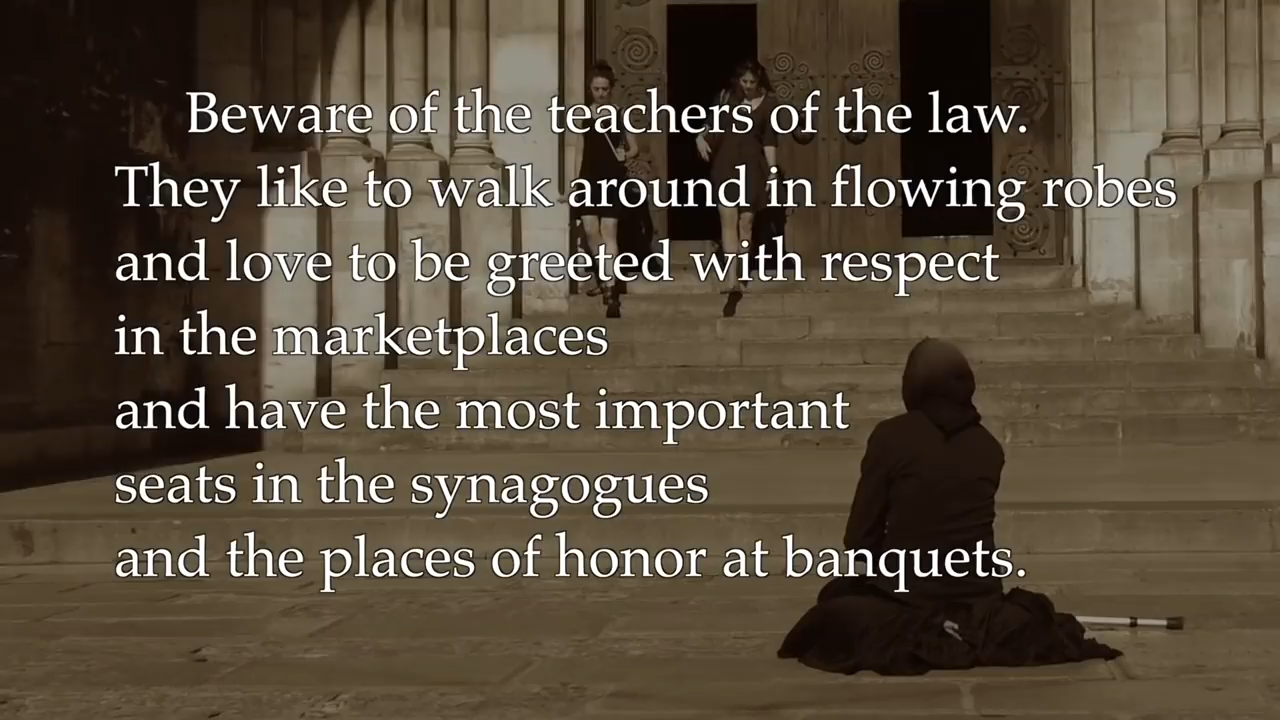 Beware of the teachers of the law.
They like to walk around in flowing robes
and love to be greeted with respect
in the marketplaces
and have the most important
seats in the synagogues
and the places of honor at banquets.